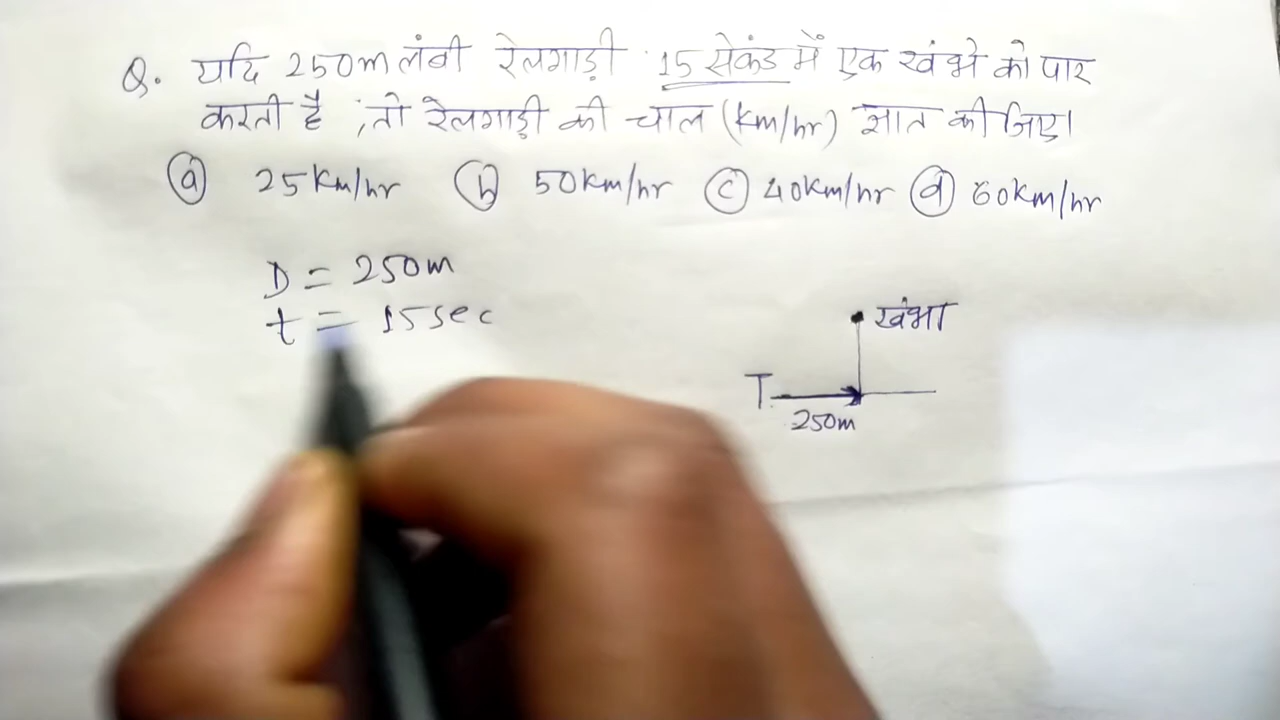 Q. यदि 250m लंबी रेलगाड़ी 15 सेकंड में एक खंभे को पार
करती है , तो रेलगाड़ी की चाल (km/hr) ज्ञात कीजिए।
(a) 25km/hr (b) 50km/hr (c) 40km/hr (d) 60km/hr
D = 250m
t = 15sec
खंभा
T
250m